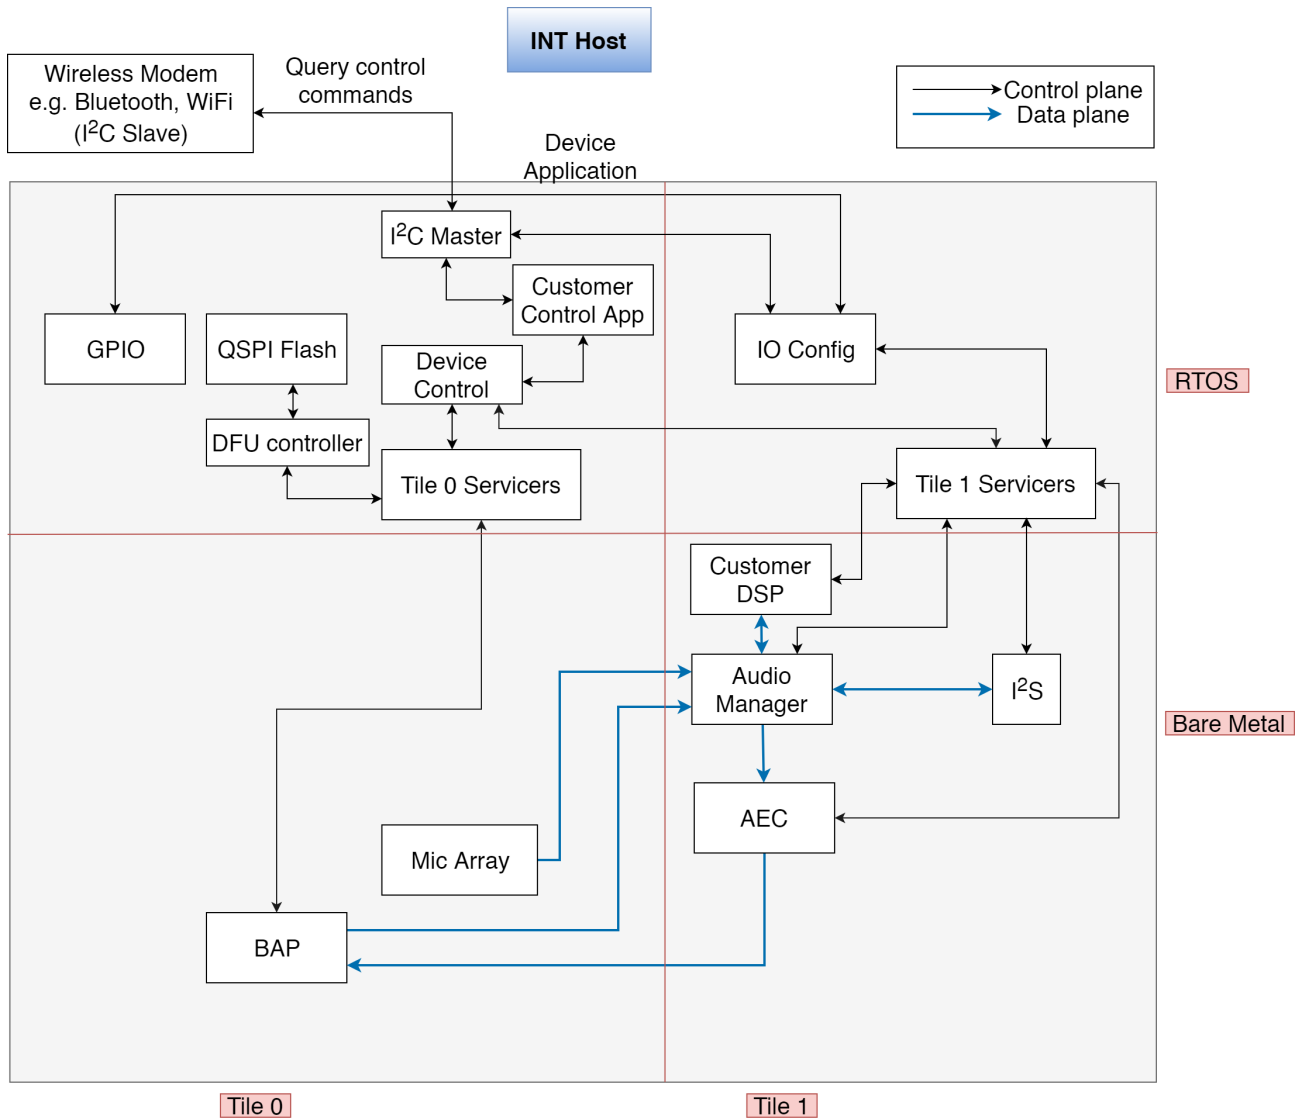 INT Host
Wireless Modem
e.g. Bluetooth, WiFi
(I²C Slave)
Query control
commands
Control plane
Data plane
Device
Application
I²C Master
Customer
Control App
GPIO
QSPI Flash
Device
Control
IO Config
RTOS
DFU controller
Tile 0 Servicers
Tile 1 Servicers
Customer
DSP
Audio
Manager
I²S
Bare Metal
AEC
Mic Array
BAP
Tile 0
Tile 1